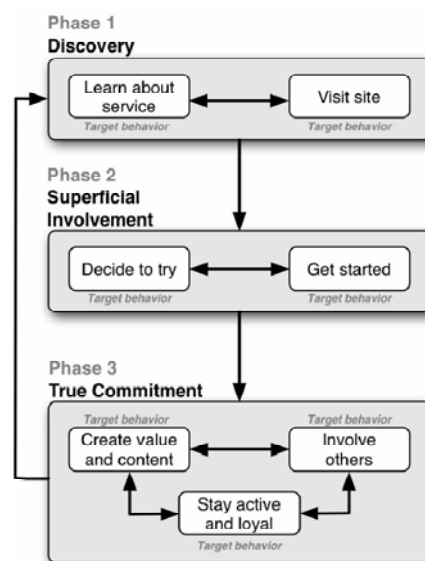 Phase 1
Discovery
Learn about
service
Visit site
Target behavior
Target behavior
Phase 2
Superficial
Involvement
Decide to try
Get started
Target behavior
Target behavior
Phase 3
True Commitment
Target behavior
Target behavior
Create value
and content
Involve
others
Stay active
and loyal
Target behavior